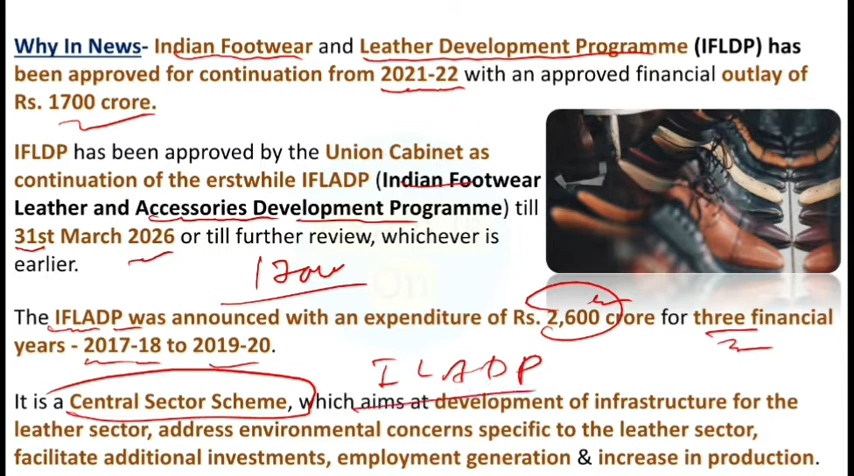 Why In News- Indian Footwear and Leather Development Programme (IFLDP) has
been approved for continuation from 2021-22 with an approved financial outlay of
Rs. 1700 crore.
IFLDP has been approved by the Union Cabinet as
continuation of the erstwhile IFLADP (Indian Footwear
Leather and Accessories Development Programme) till
31st March 2026 or till further review, whichever is
earlier.
The IFLADP was announced with an expenditure of Rs. 2,600 crore for three financial
years - 2017-18 to 2019-20.
ILADP
It is a Central Sector Scheme, which aims at development of infrastructure for the
leather sector, address environmental concerns specific to the leather sector,
facilitate additional investments, employment generation & increase in production.